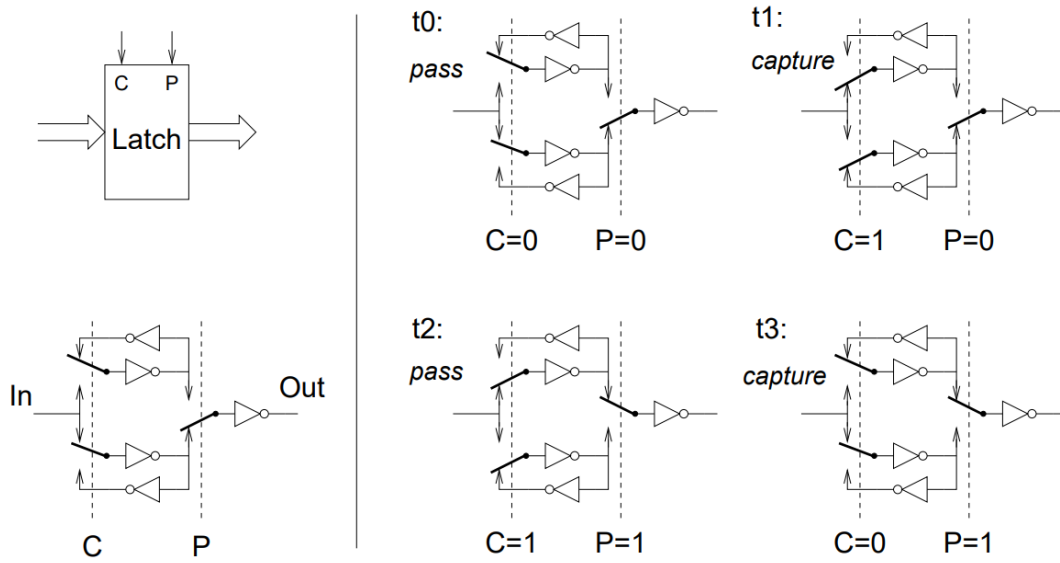 C P
Latch
In
Out
C P
t0:
pass
C=0 P=0
t1:
capture
C=1 P=0
t2:
pass
C=1 P=1
t3:
capture
C=0 P=1